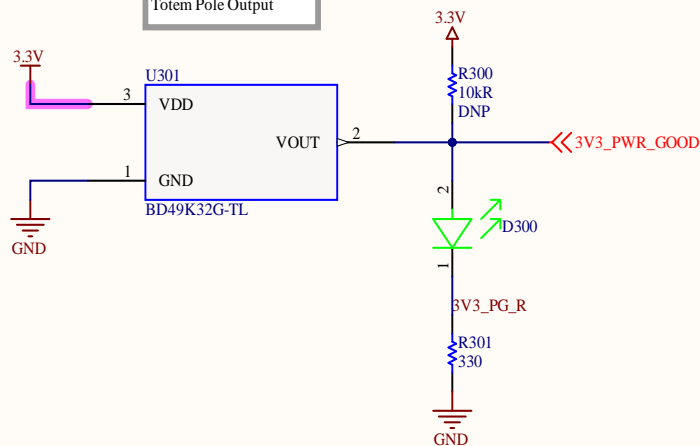 Totem Pole Output
3.3V
3.3V
U301
R300
10kR
DNP
3
VDD
VOUT
2
3V3_PWR_GOOD
1
GND
BD49K32G-TL
GND
2
D300
1
3V3_PG_R
R301
330
GND